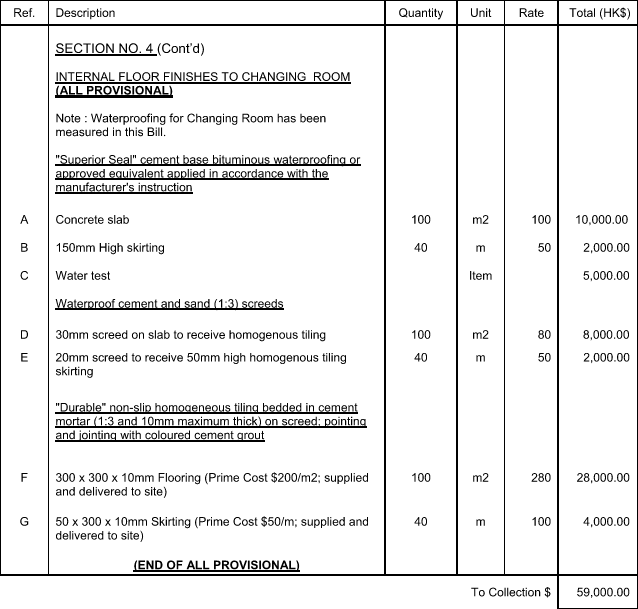 Ref. Description Quantity Unit Rate Total (HK$)
SECTION NO. 4 (Cont'd)
INTERNAL FLOOR FINISHES TO CHANGING ROOM
(ALL PROVISIONAL)
Note : Waterproofing for Changing Room has been
measured in this Bill.
"Superior Seal" cement base bituminous waterproofing or
approved equivalent applied in accordance with the
manufacturer's instruction
A Concrete slab 100 m2 100 10,000.00
B 150mm High skirting 40 m 50 2,000.00
C Water test Item 5,000.00
Waterproof cement and sand (1:3) screeds
D 30mm screed on slab to receive homogenous tiling 100 m2 80 8,000.00
E 20mm screed to receive 50mm high homogenous tiling 40 m 50 2,000.00
skirting
"Durable" non-slip homogeneous tiling bedded in cement
mortar (1:3 and 10mm maximum thick) on screed; pointing
and jointing with coloured cement grout
F 300 x 300 x 10mm Flooring (Prime Cost $200/m2; supplied 100 m2 280 28,000.00
and delivered to site)
G 50 x 300 x 10mm Skirting (Prime Cost $50/m; supplied and 40 m 100 4,000.00
delivered to site)
(END OF ALL PROVISIONAL)
To Collection $ 59,000.00